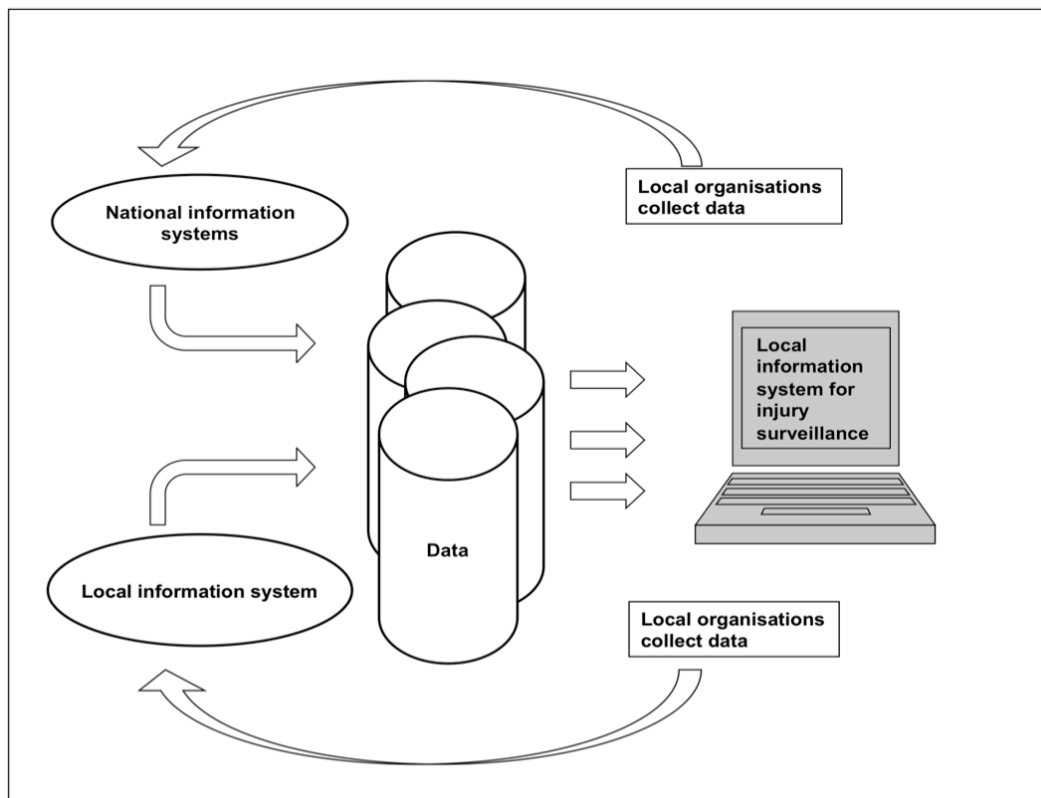 National information
systems
Local organisations
collect data
Local
information
system for
injury
surveillance
Data
Local information system
Local organisations
collect data